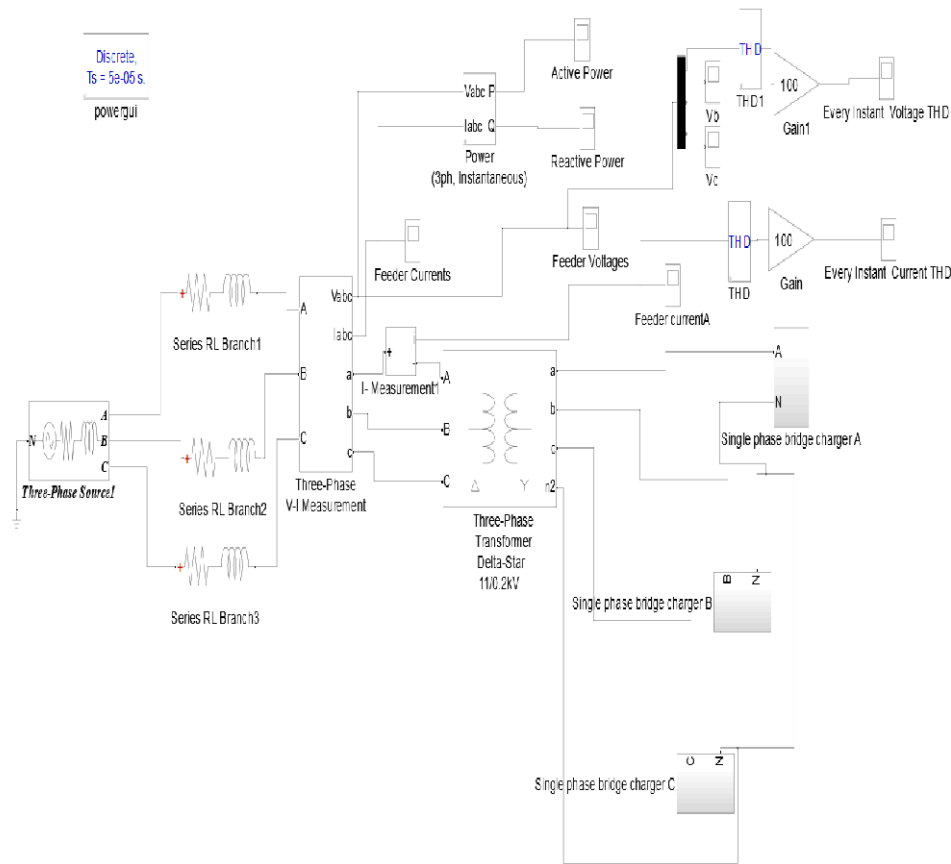 Discrete,
Ts = 5e-05 s.
powergui
Active Power
Vabc P
Iabc Q
Power
(3ph, Instantaneous)
Reactive Power
THD
THD1
100
Gain1
Every Instant Voltage THD
Vb
Vc
Feeder Currents
Feeder Voltages
THD
THD
100
Gain
Every Instant Current THD
Feeder currentA
Series RL Branch1
Vabc
Iabc
A
B
C
a
b
c
Three-Phase
V-I Measurement
+
I- Measurement1
A
B
C
a
b
c
n2
Δ Y
Three-Phase
Transformer
Delta-Star
11/0.2kV
A
N
Single phase bridge charger A
N
A
B
C
Three-Phase Source1
Series RL Branch2
Series RL Branch3
B N
Single phase bridge charger B
C N
Single phase bridge charger C